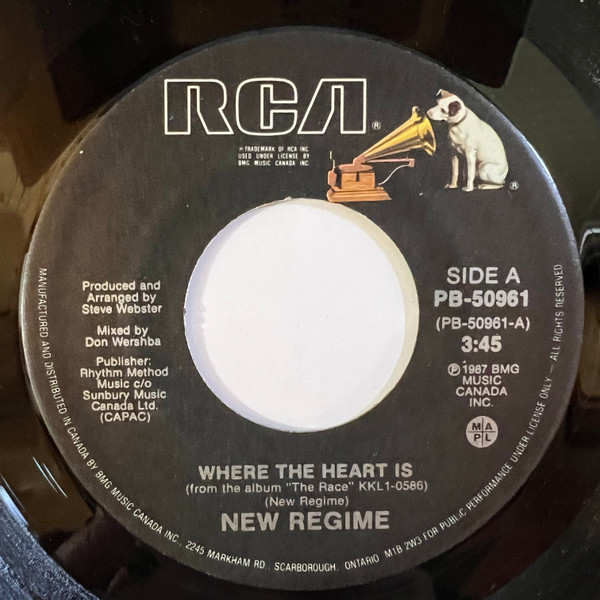 RCA®
® TRADEMARK OF RCA INC
USED UNDER LICENSE BY
BMG MUSIC CANADA INC.
®
Produced and
Arranged by
Steve Webster
Mixed by
Don Wershba
Publisher:
Rhythm Method
Music c/o
Sunbury Music
Canada Ltd.
(CAPAC)
SIDE A
PB-50961
(PB-50961-A)
3:45
℗ 1987 BMG
MUSIC
CANADA
INC.
M A
P L
WHERE THE HEART IS
(from the album "The Race" KKL1-0586)
(New Regime)
NEW REGIME
MANUFACTURED AND DISTRIBUTED IN CANADA BY BMG MUSIC CANADA INC., 2245 MARKHAM RD., SCARBOROUGH, ONTARIO M1B 2W3 FOR PUBLIC PERFORMANCE UNDER LICENSE ONLY — ALL RIGHTS RESERVED